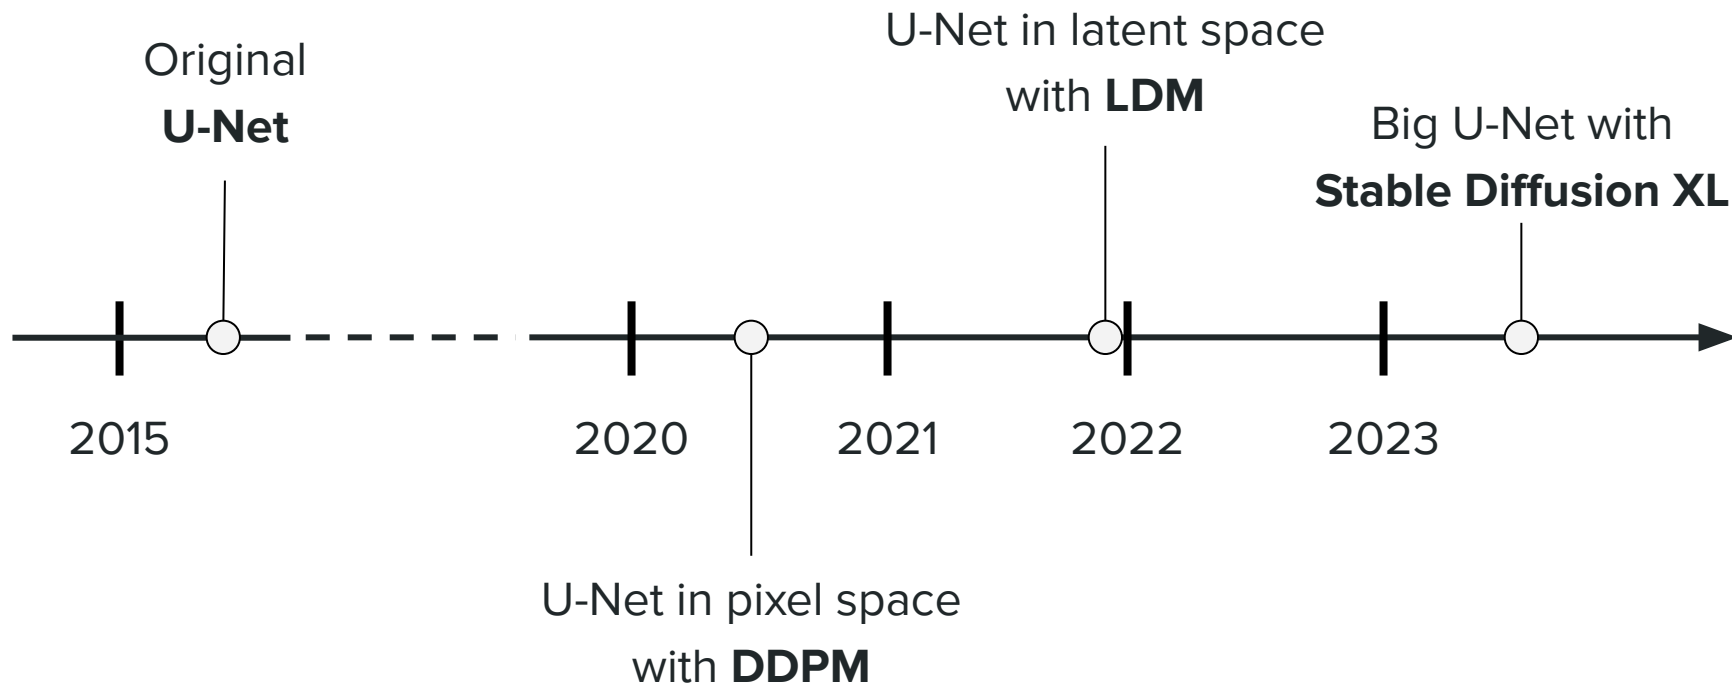 Original
U-Net
U-Net in latent space
with LDM
Big U-Net with
Stable Diffusion XL
2015
2020
2021
2022
2023
U-Net in pixel space
with DDPM